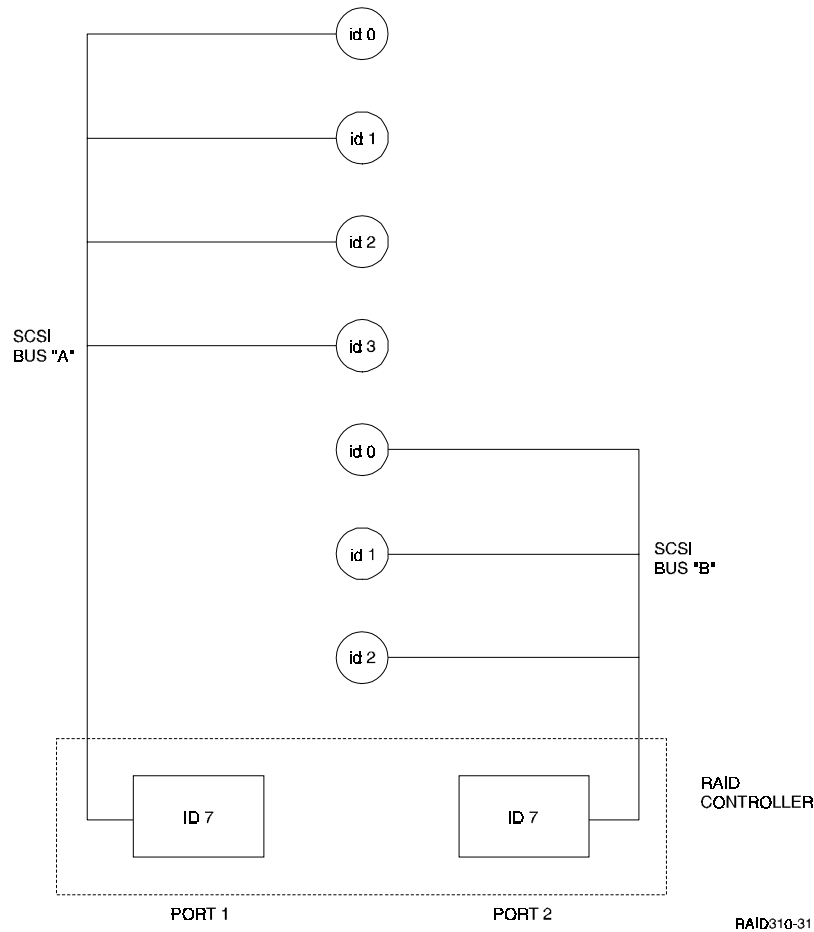 id 0
id 1
id 2
SCSI
BUS "A"
id 3
id 0
id 1
SCSI
BUS "B"
id 2
ID 7
ID 7
RAID
CONTROLLER
PORT 1
PORT 2
RAID310-31